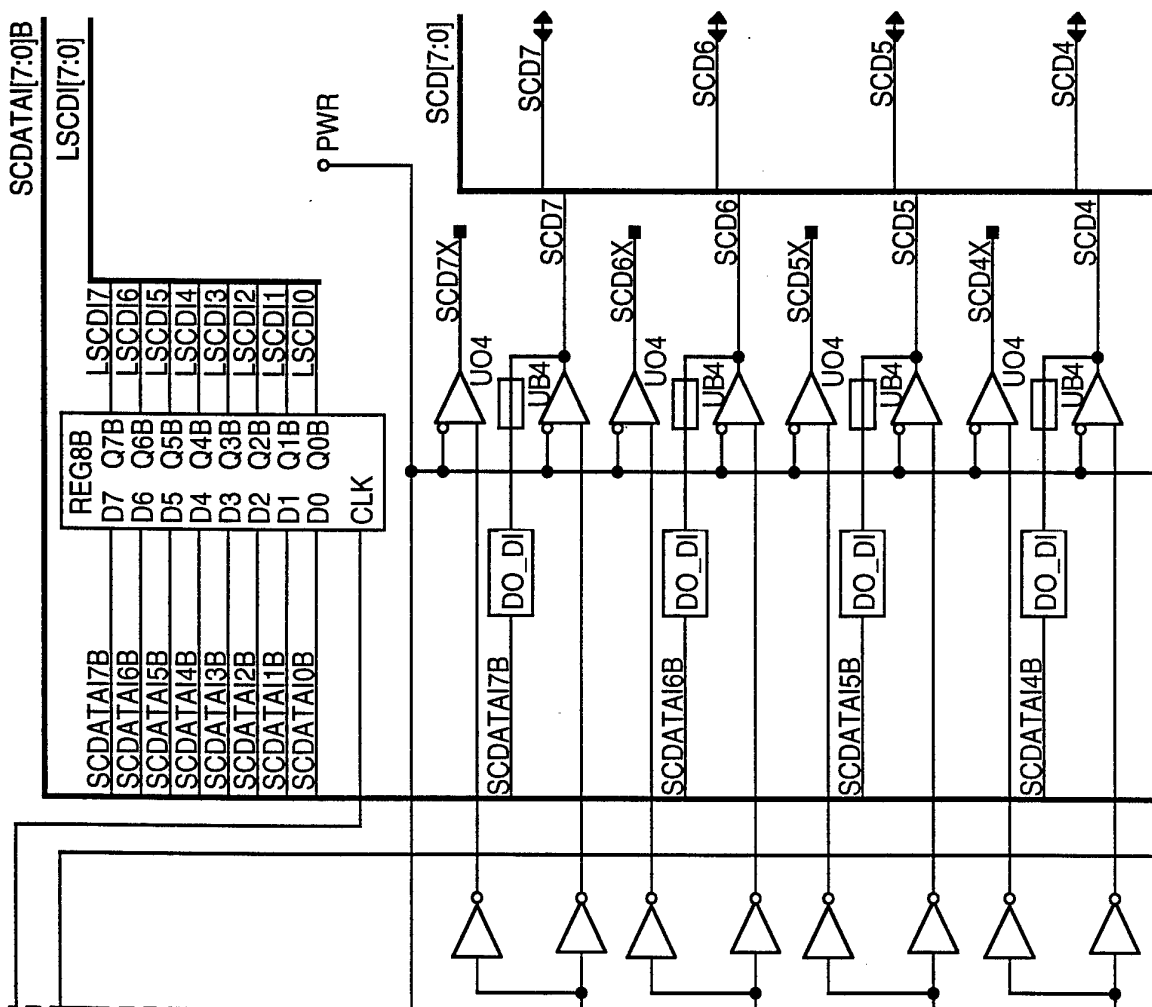 SCDATAI[7:0]B
LSCDI[7:0]
PWR
SCD[7:0]
SCD7
SCD6
SCD5
SCD4
LSCDI7
LSCDI6
LSCDI5
LSCDI4
LSCDI3
LSCDI2
LSCDI1
LSCDI0
SCD7X
SCD7
SCD6X
SCD6
SCD5X
SCD5
SCD4X
SCD4
REG8B
D7 Q7B
D6 Q6B
D5 Q5B
D4 Q4B
D3 Q3B
D2 Q2B
D1 Q1B
D0 Q0B
CLK
UO4
UB4
UO4
UB4
UO4
UB4
UO4
UB4
DO_DI
DO_DI
DO_DI
DO_DI
SCDATAI7B
SCDATAI6B
SCDATAI5B
SCDATAI4B
SCDATAI3B
SCDATAI2B
SCDATAI1B
SCDATAI0B
SCDATAI7B
SCDATAI6B
SCDATAI5B
SCDATAI4B